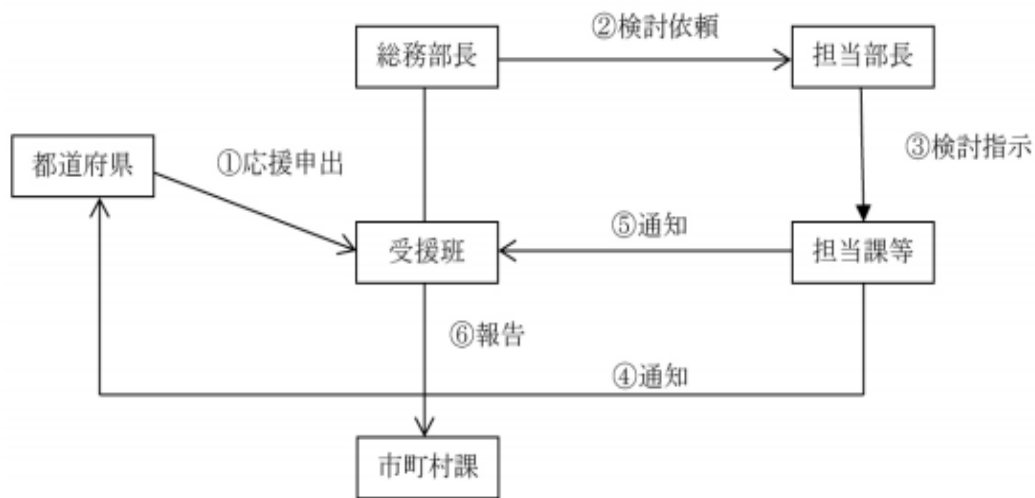 ②検討依頼
総務部長
担当部長
③検討指示
①応援申出
都道府県
⑤通知
受援班
担当課等
⑥報告
④通知
市町村課